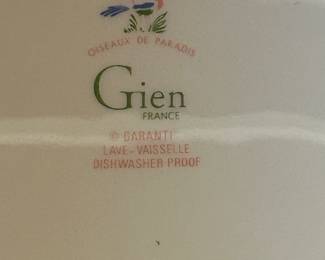 OISEAUX DE PARADIS
Gien
FRANCE
© GARANTI
LAVE-VAISSELLE
DISHWASHER PROOF